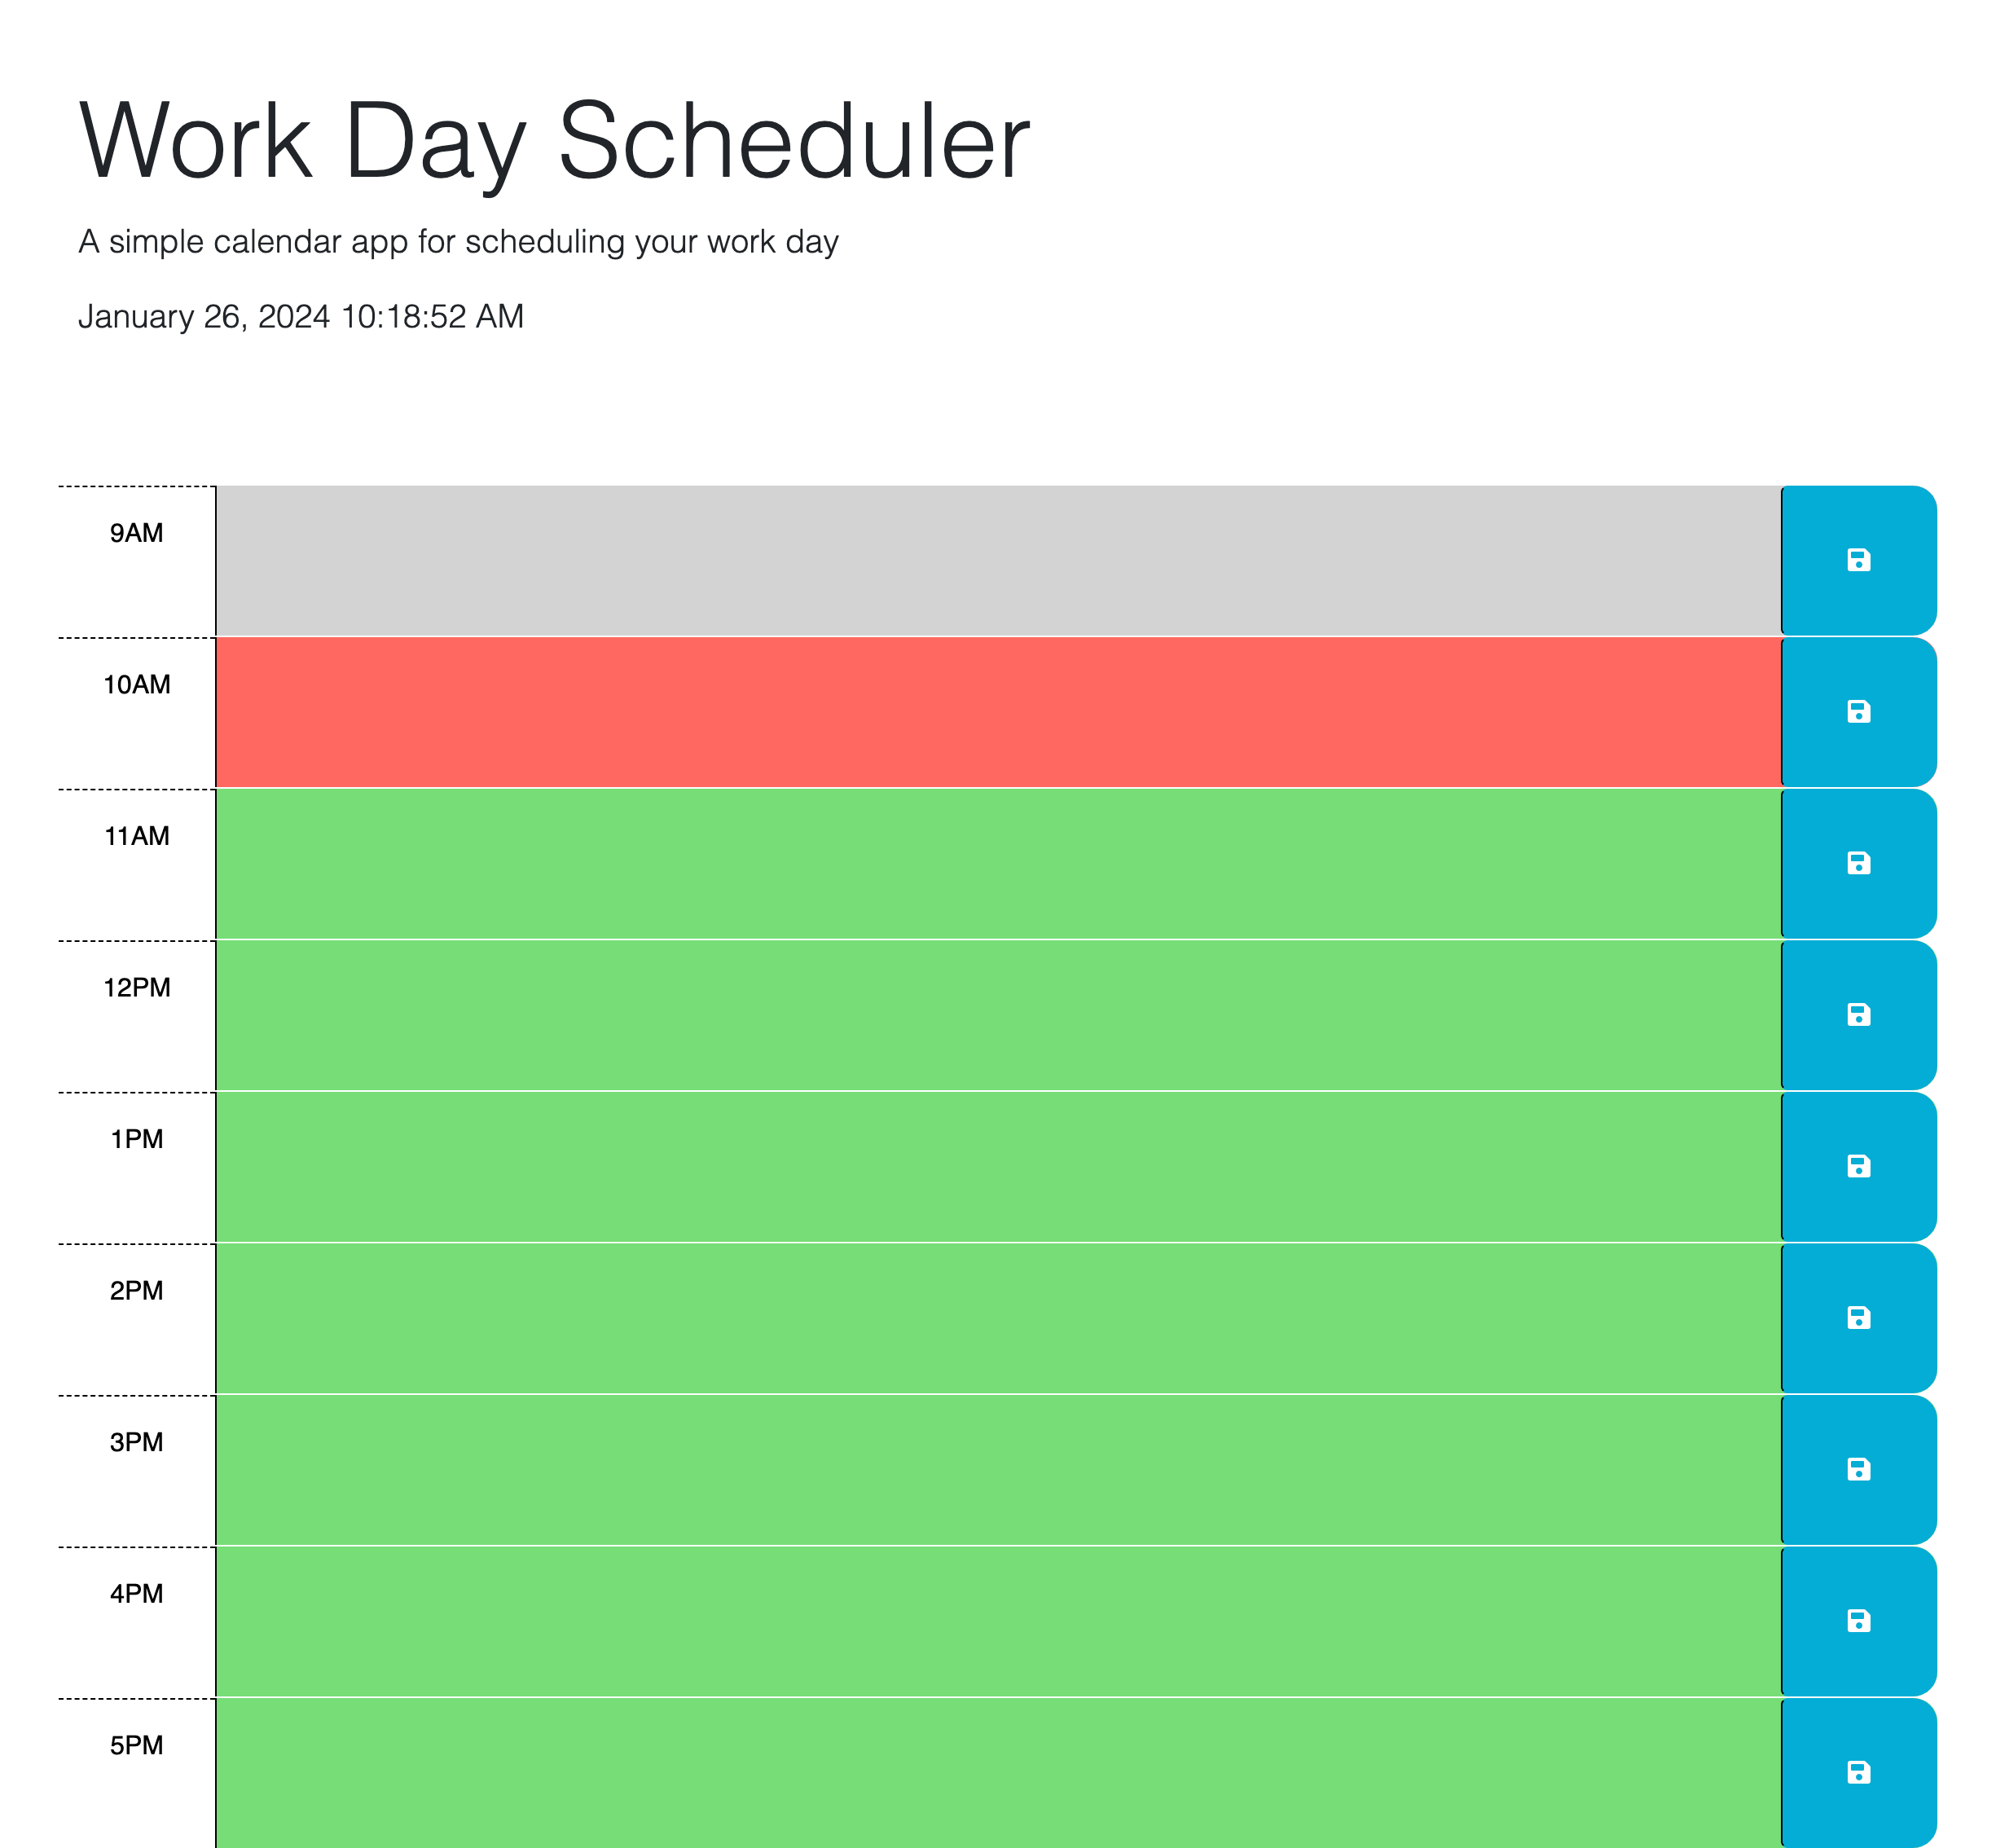 Work Day Scheduler
A simple calendar app for scheduling your work day
January 26, 2024 10:18:52 AM
9AM
10AM
11AM
12PM
1PM
2PM
3PM
4PM
5PM